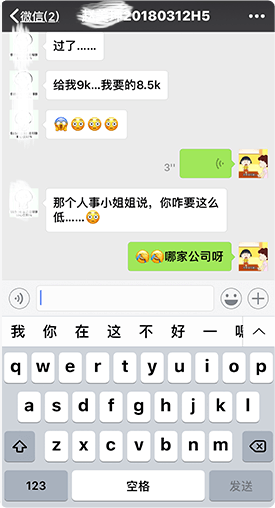 微信(2)
20180312H5
过了......
给我9k...我要的8.5k
😱😳😳😳
3''
那个人事小姐姐说，你咋要这么
低......😳
🤣🤣哪家公司呀
我 你 在 这 不 好 一
q w e r t y u i o p
a s d f g h j k l
z x c v b n m
123 空格 发送